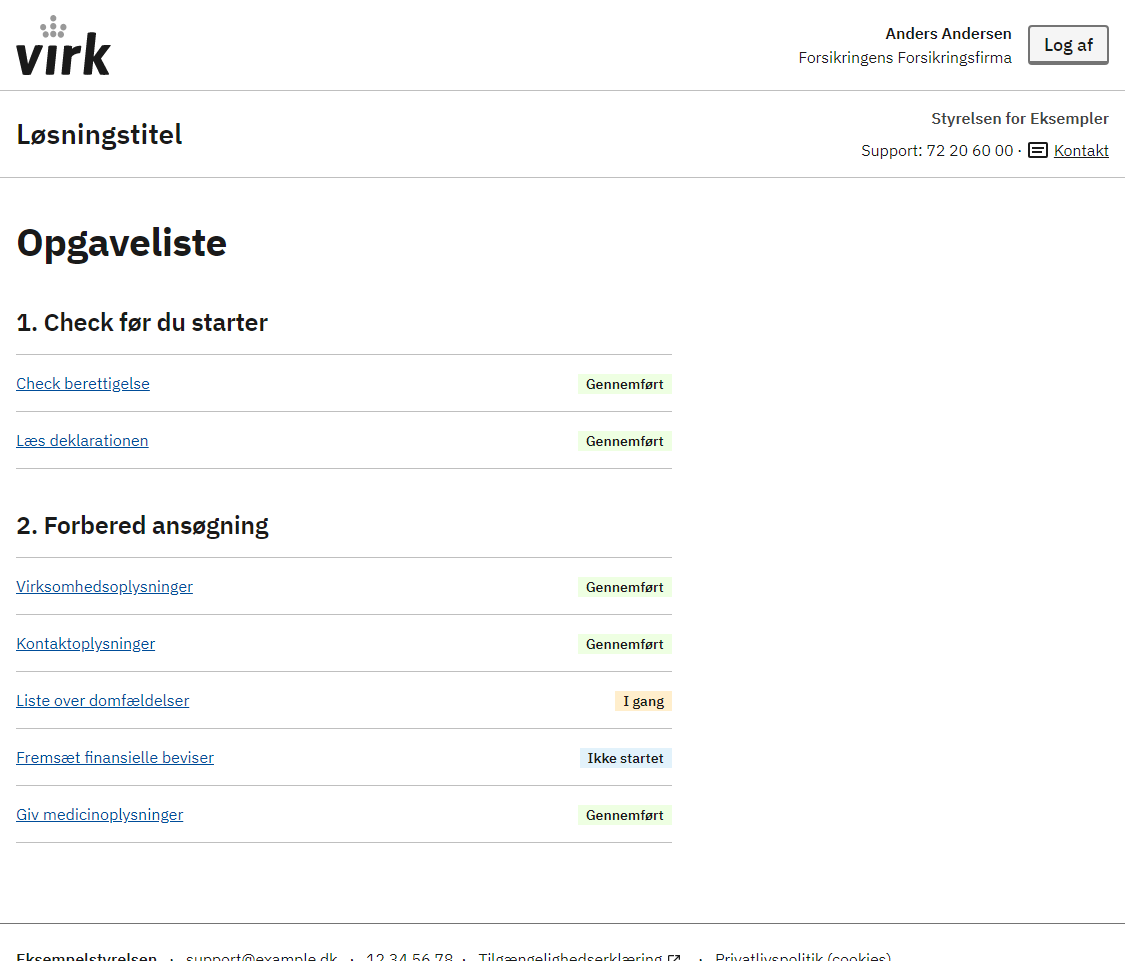 virk
Anders Andersen
Forsikringens Forsikringsfirma
Log af
Løsningstitel
Styrelsen for Eksempler
Support: 72 20 60 00 · Kontakt
Opgaveliste
1. Check før du starter
Check berettigelse Gennemført
Læs deklarationen Gennemført
2. Forbered ansøgning
Virksomhedsoplysninger Gennemført
Kontaktoplysninger Gennemført
Liste over domfældelser I gang
Fremsæt finansielle beviser Ikke startet
Giv medicinoplysninger Gennemført
Eksempelstyrelsen · support@example.dk · 12 34 56 78 · Tilgængelighedserklæring · Privatlivspolitik (cookies)